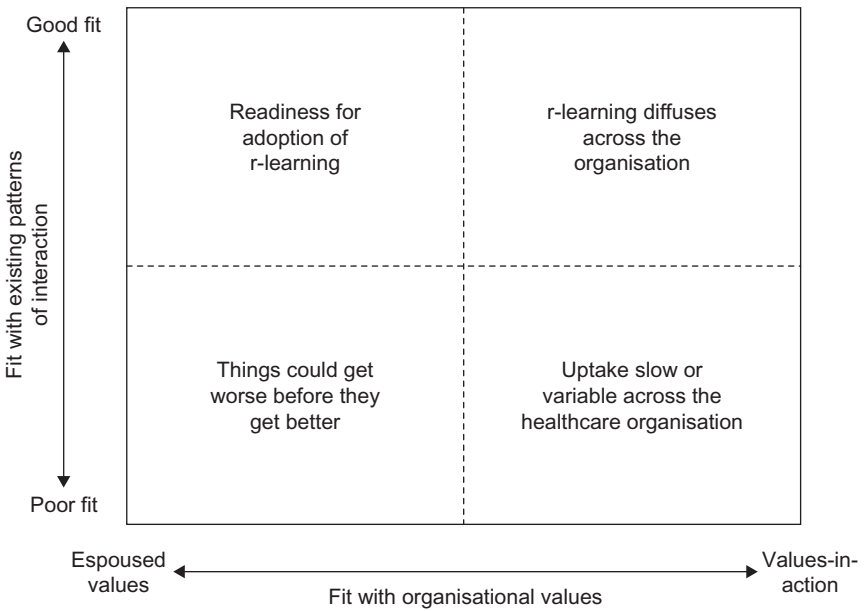 Good fit
Readiness for
adoption of
r-learning
r-learning diffuses
across the
organisation
Fit with existing patterns
of interaction
Things could get
worse before they
get better
Uptake slow or
variable across the
healthcare organisation
Poor fit
Espoused
values
Fit with organisational values
Values-in-
action